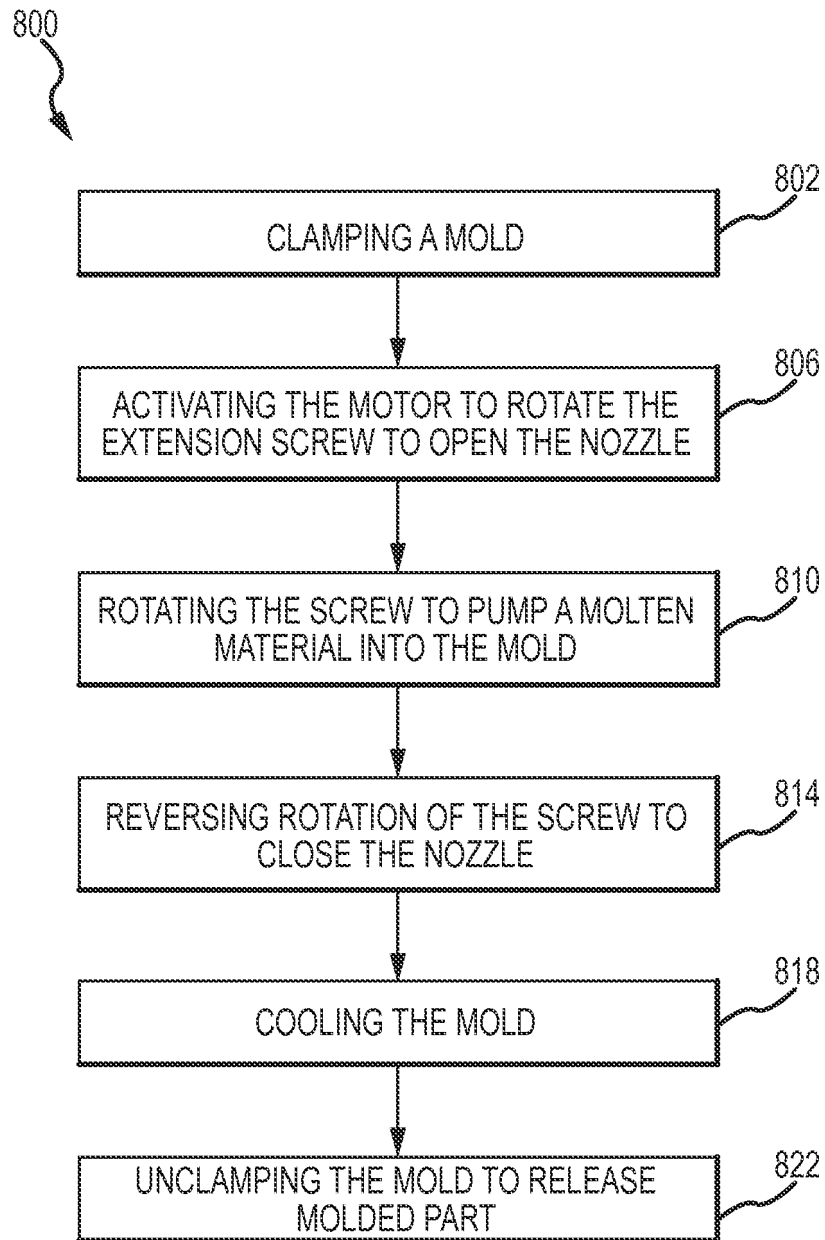 800
802
CLAMPING A MOLD
806
ACTIVATING THE MOTOR TO ROTATE THE
EXTENSION SCREW TO OPEN THE NOZZLE
810
ROTATING THE SCREW TO PUMP A MOLTEN
MATERIAL INTO THE MOLD
814
REVERSING ROTATION OF THE SCREW TO
CLOSE THE NOZZLE
818
COOLING THE MOLD
822
UNCLAMPING THE MOLD TO RELEASE
MOLDED PART